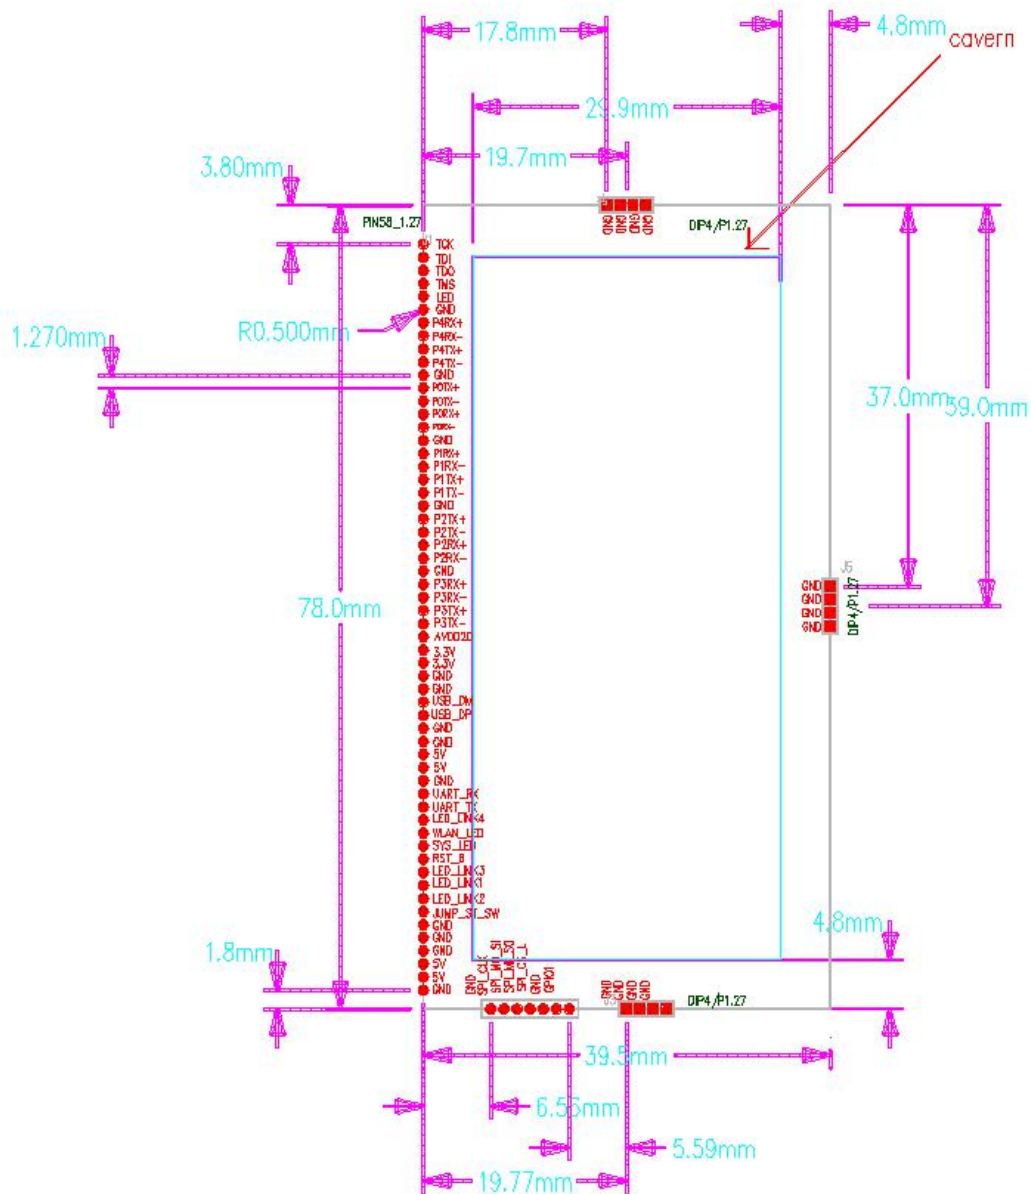 17.8mm
4.8mm
cavern
29.9mm
19.7mm
3.80mm
PIN58_1.27
GND
GND
GND
GND
DIP4/P1.27
TCK
TDI
TDO
TMS
LED
GND
R0.500mm
P4RX+
P4RX-
1.270mm
P4TX+
P4TX-
GND
P0TX+
P0TX-
P0RX+
P0RX-
37.0mm
39.0mm
GND
P1RX+
P1RX-
P1TX+
P1TX-
GND
P2TX+
P2TX-
P2RX+
P2RX-
GND
J5
P3RX+
P3RX-
P3TX+
P3TX-
GND
GND
GND
GND
DIP4/P1.27
78.0mm
AVDD20
3.3V
3.3V
GND
GND
USB_DM
USB_DP
GND
GND
5V
5V
GND
UART_RX
UART_TX
LED_LINK4
WLAN_LED
SYS_LED
RST_B
LED_LINK3
LED_LINK1
LED_LINK2
JUMP_ST_SW
GND
GND
GND
5V
5V
GND
4.8mm
1.8mm
GND
SPI_CLK
GND
GPIO1
GND
GND
GND
GND
DIP4/P1.27
39.5mm
6.55mm
5.59mm
19.77mm